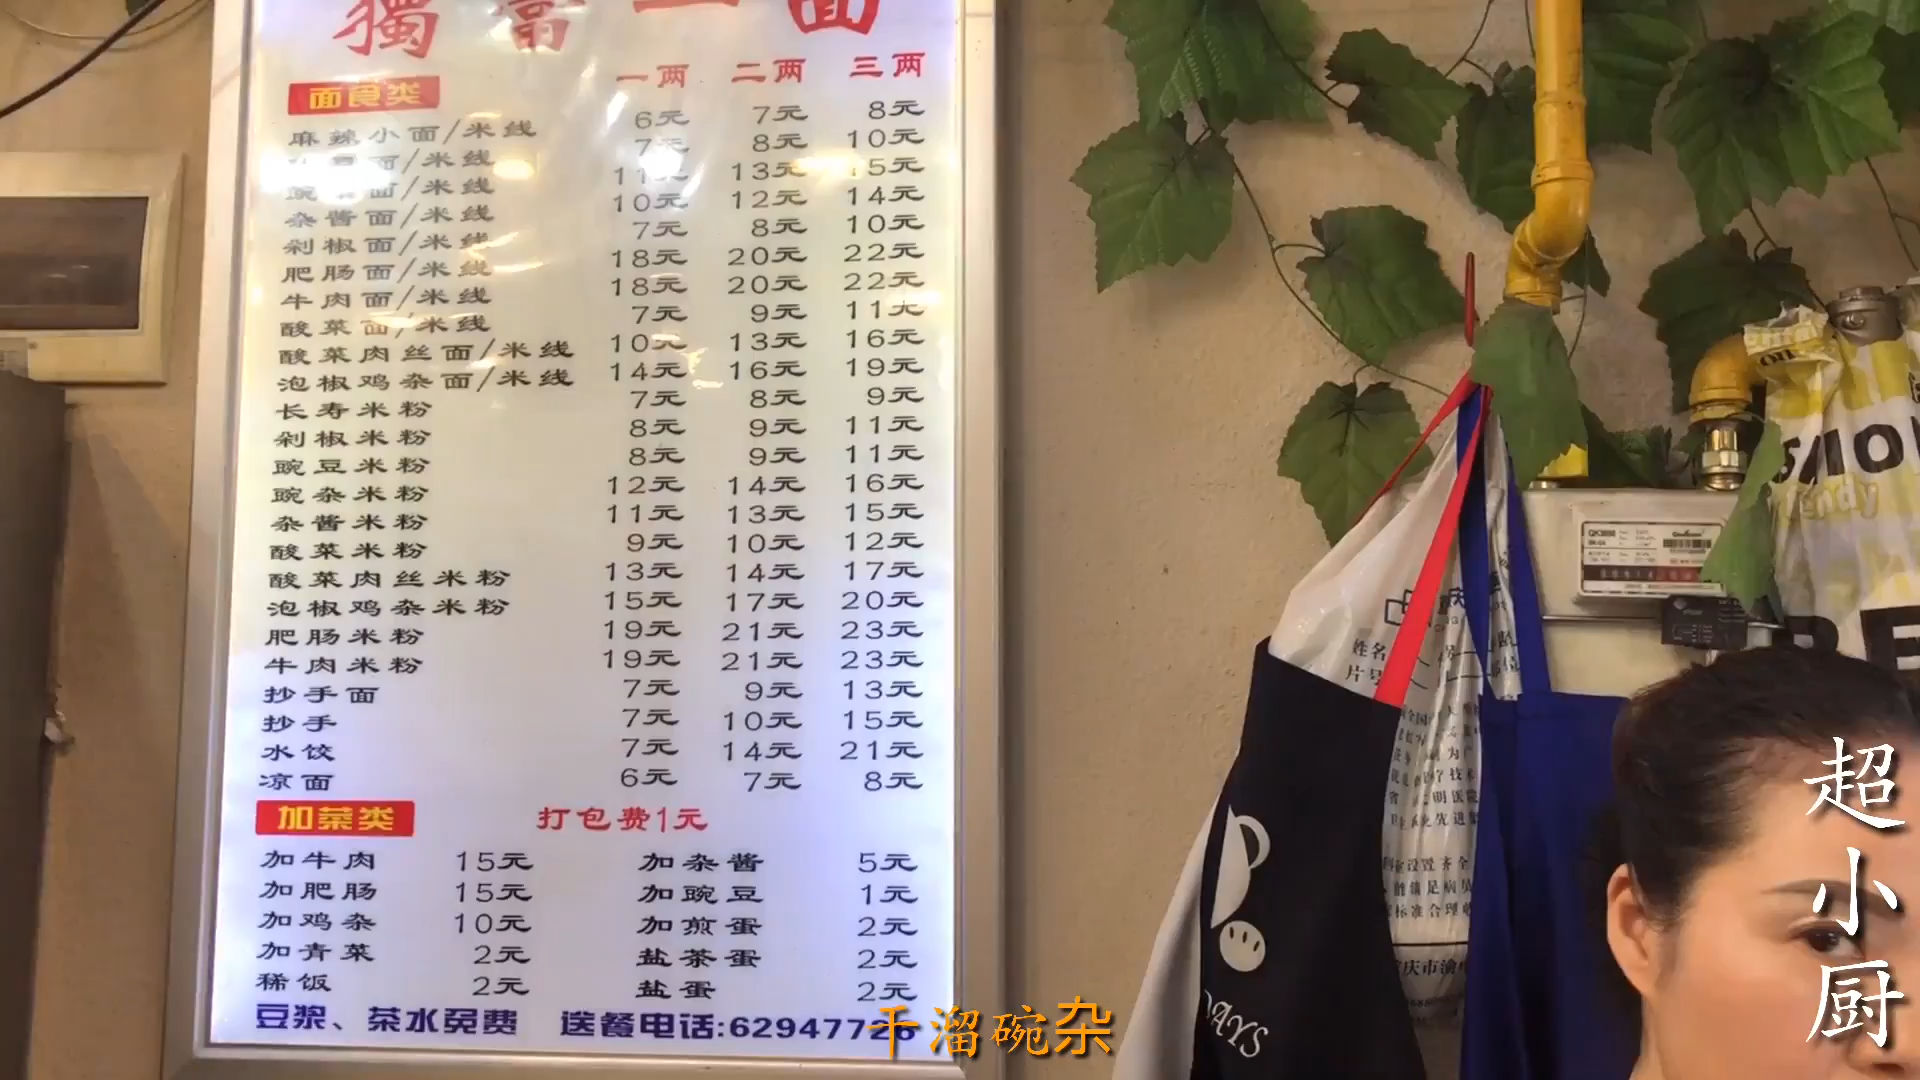 面食类 一两 二两 三两
麻辣小面/米线 6元 7元 8元
面/米线 7元 8元 10元
豌杂面/米线 11元 13元 15元
杂酱面/米线 10元 12元 14元
剁椒面/米线 7元 8元 10元
肥肠面/米线 18元 20元 22元
牛肉面/米线 18元 20元 22元
酸菜面/米线 7元 9元 11元
酸菜肉丝面/米线 10元 13元 16元
泡椒鸡杂面/米线 14元 16元 19元
长寿米粉 7元 8元 9元
剁椒米粉 8元 9元 11元
豌豆米粉 8元 9元 11元
豌杂米粉 12元 14元 16元
杂酱米粉 11元 13元 15元
酸菜米粉 9元 10元 12元
酸菜肉丝米粉 13元 14元 17元
泡椒鸡杂米粉 15元 17元 20元
肥肠米粉 19元 21元 23元
牛肉米粉 19元 21元 23元
抄手面 7元 9元 13元
抄手 7元 10元 15元
水饺 7元 14元 21元
凉面 6元 7元 8元
加菜类 打包费1元
加牛肉 15元 加杂酱 5元
加肥肠 15元 加豌豆 1元
加鸡杂 10元 加煎蛋 2元
加青菜 2元 盐茶蛋 2元
稀饭 2元 盐蛋 2元
豆浆、茶水免费 送餐电话:62947726
干溜碗杂
超小厨
姓名
片号
DAYS